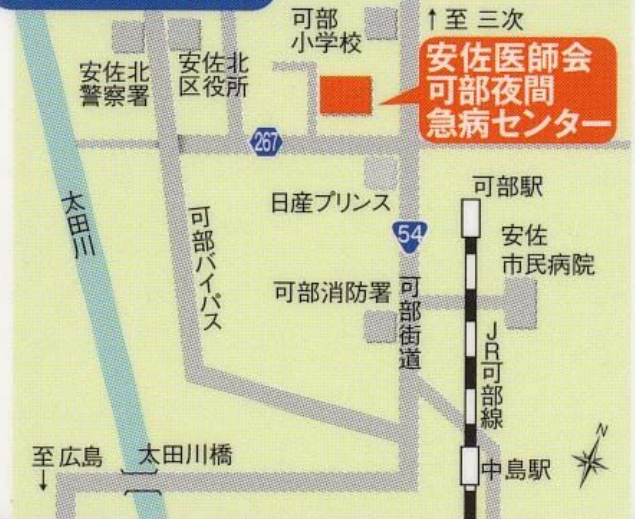 可部
小学校
↑至 三次
安佐医師会
可部夜間
急病センター
安佐北
警察署
安佐北
区役所
267
太田川
可部バイパス
日産プリンス
54
可部駅
安佐
市民病院
可部消防署
可部街道
JR可部線
至広島
↓
太田川橋
中島駅
N